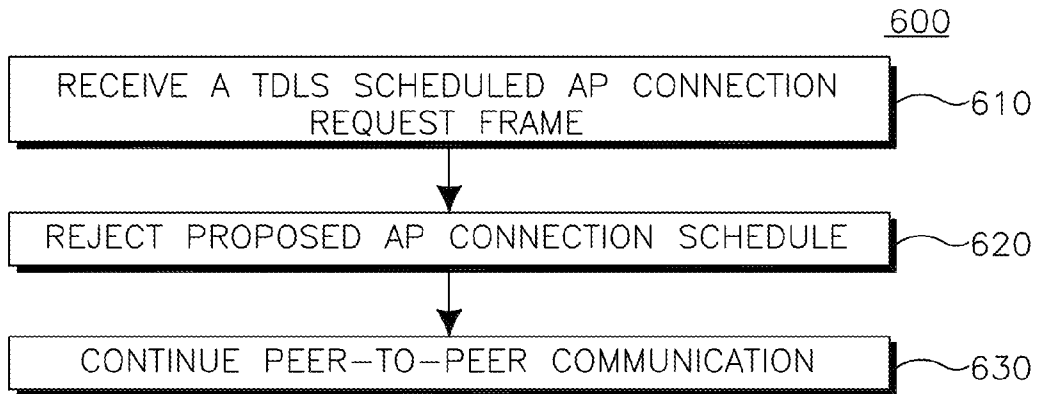 600
RECEIVE A TDLS SCHEDULED AP CONNECTION
REQUEST FRAME
610
REJECT PROPOSED AP CONNECTION SCHEDULE
620
CONTINUE PEER-TO-PEER COMMUNICATION
630